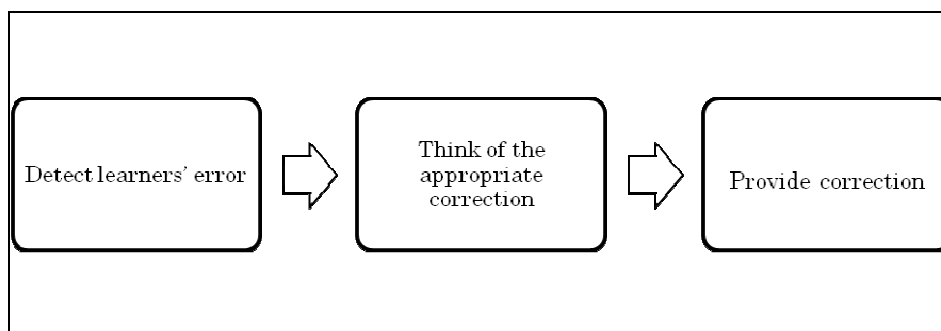 Detect learners' error
Think of the
appropriate
correction
Provide correction